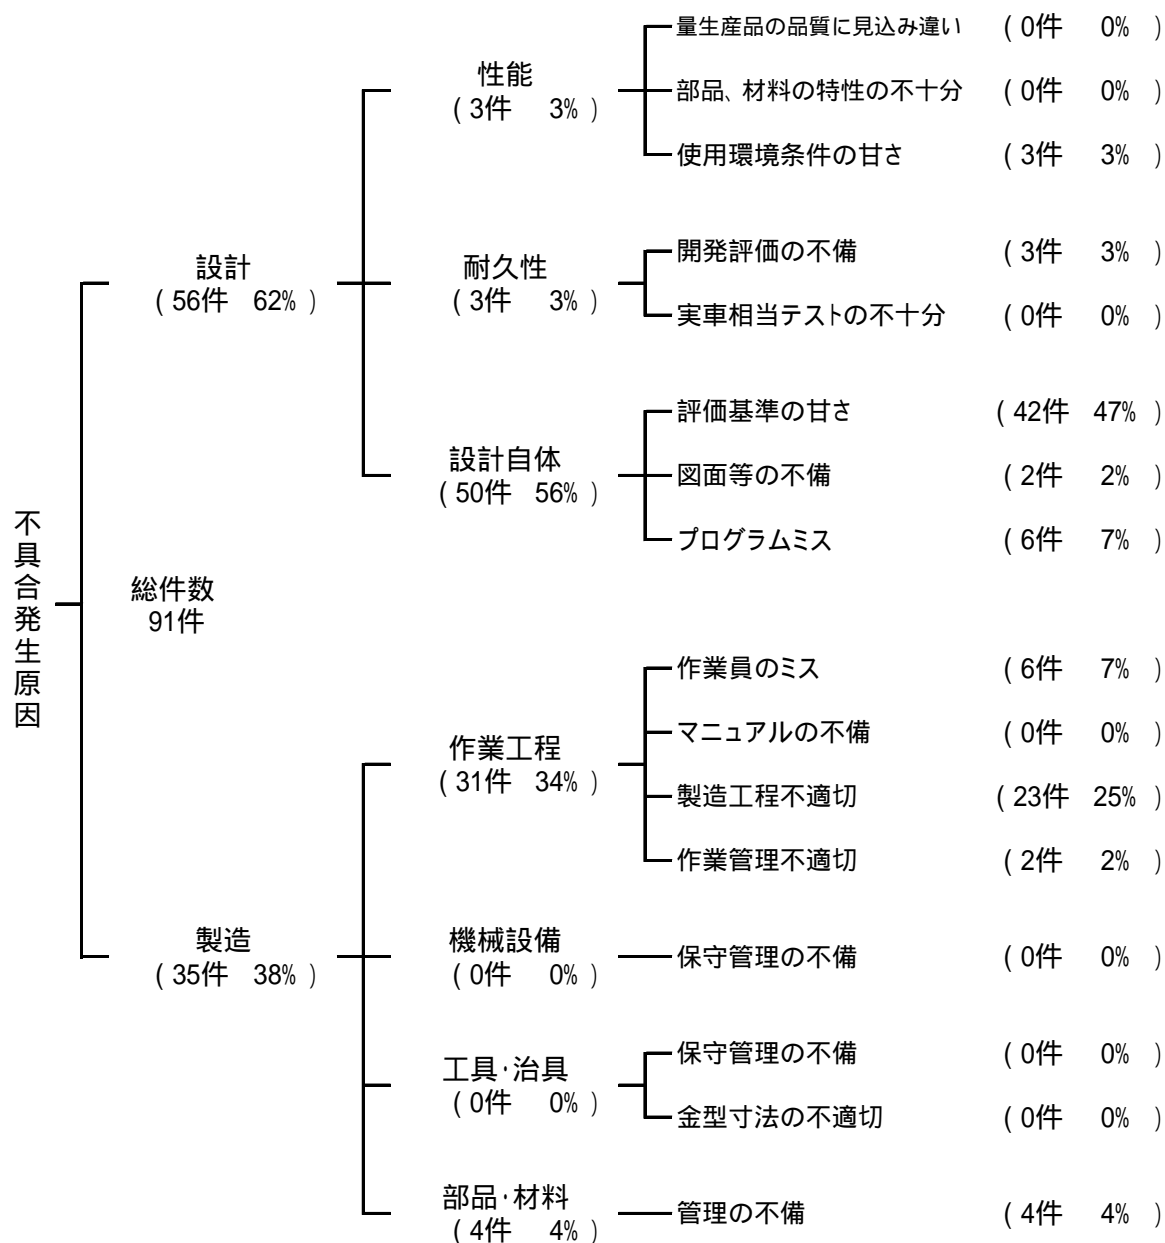 不具合発生原因
総件数
91件
設計
( 56件 62% )
性能
( 3件 3% )
量生産品の品質に見込み違い ( 0件 0% )
部品、材料の特性の不十分 ( 0件 0% )
使用環境条件の甘さ ( 3件 3% )
耐久性
( 3件 3% )
開発評価の不備 ( 3件 3% )
実車相当テストの不十分 ( 0件 0% )
設計自体
( 50件 56% )
評価基準の甘さ ( 42件 47% )
図面等の不備 ( 2件 2% )
プログラムミス ( 6件 7% )
製造
( 35件 38% )
作業工程
( 31件 34% )
作業員のミス ( 6件 7% )
マニュアルの不備 ( 0件 0% )
製造工程不適切 ( 23件 25% )
作業管理不適切 ( 2件 2% )
機械設備
( 0件 0% )
保守管理の不備 ( 0件 0% )
工具・治具
( 0件 0% )
保守管理の不備 ( 0件 0% )
金型寸法の不適切 ( 0件 0% )
部品・材料
( 4件 4% )
管理の不備 ( 4件 4% )